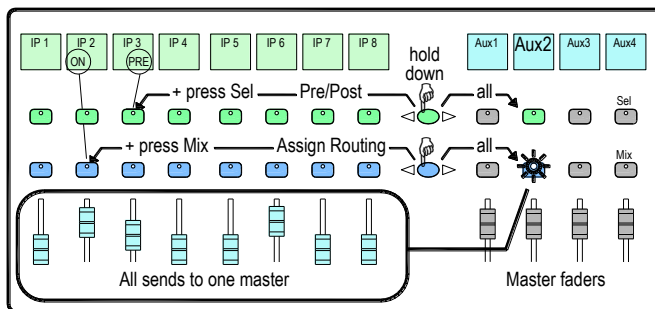 IP 1 IP 2 IP 3 IP 4 IP 5 IP 6 IP 7 IP 8 Aux1 Aux2 Aux3 Aux4
ON PRE
hold
down
+ press Sel Pre/Post all Sel
+ press Mix Assign Routing all Mix
All sends to one master Master faders